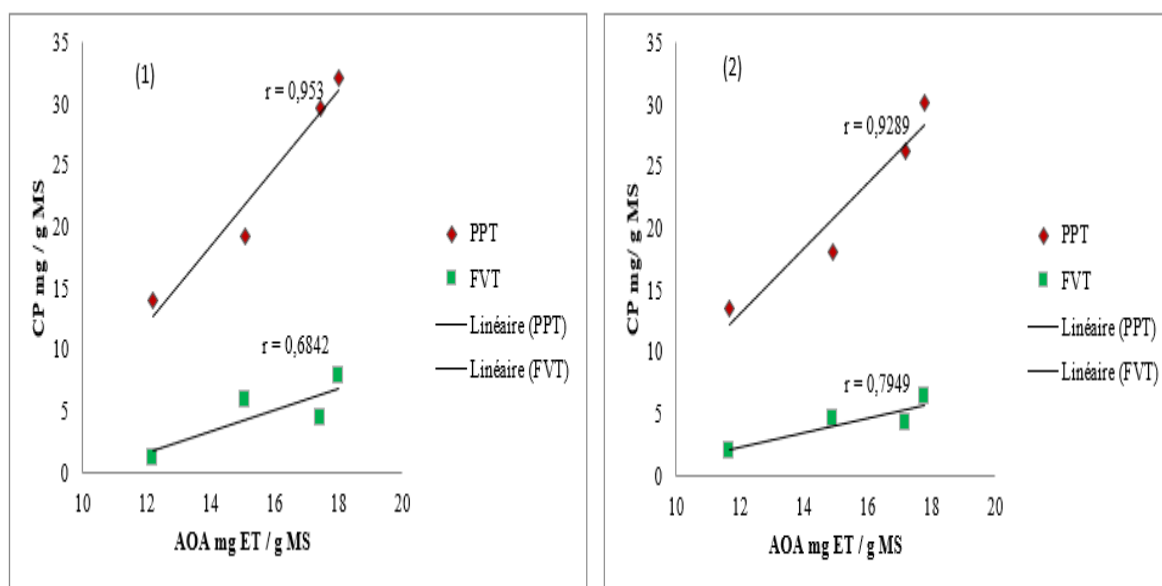 (1)
35
30
25
20
15
10
5
0
CP mg / g MS
r = 0,953
r = 0,6842
10 12 14 16 18 20
AOA mg ET / g MS
PPT
FVT
Linéaire (PPT)
Linéaire (FVT)
(2)
35
30
25
20
15
10
5
0
CP mg/ g MS
r = 0,9289
r = 0,7949
10 12 14 16 18 20
AOA mg ET / g MS
PPT
FVT
Linéaire (PPT)
Linéaire (FVT)